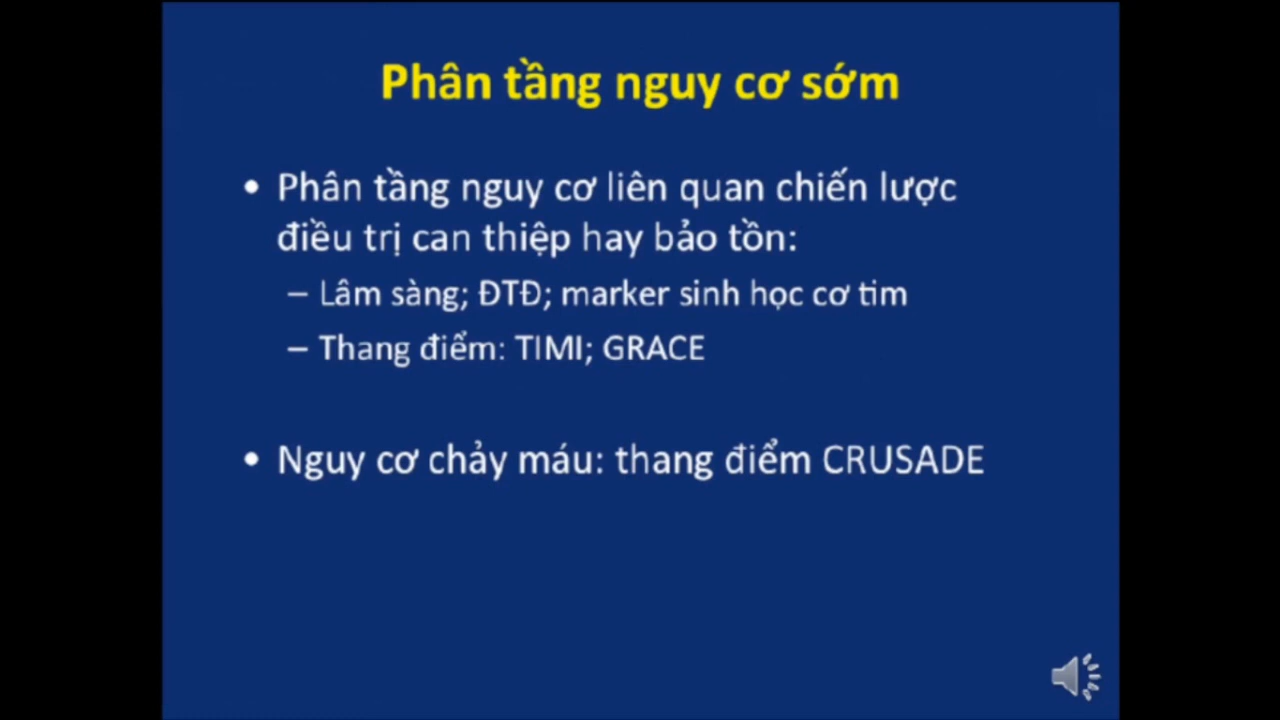 Phân tầng nguy cơ sớm
• Phân tầng nguy cơ liên quan chiến lược
điều trị can thiệp hay bảo tồn:
– Lâm sàng; ĐTĐ; marker sinh học cơ tim
– Thang điểm: TIMI; GRACE
• Nguy cơ chảy máu: thang điểm CRUSADE